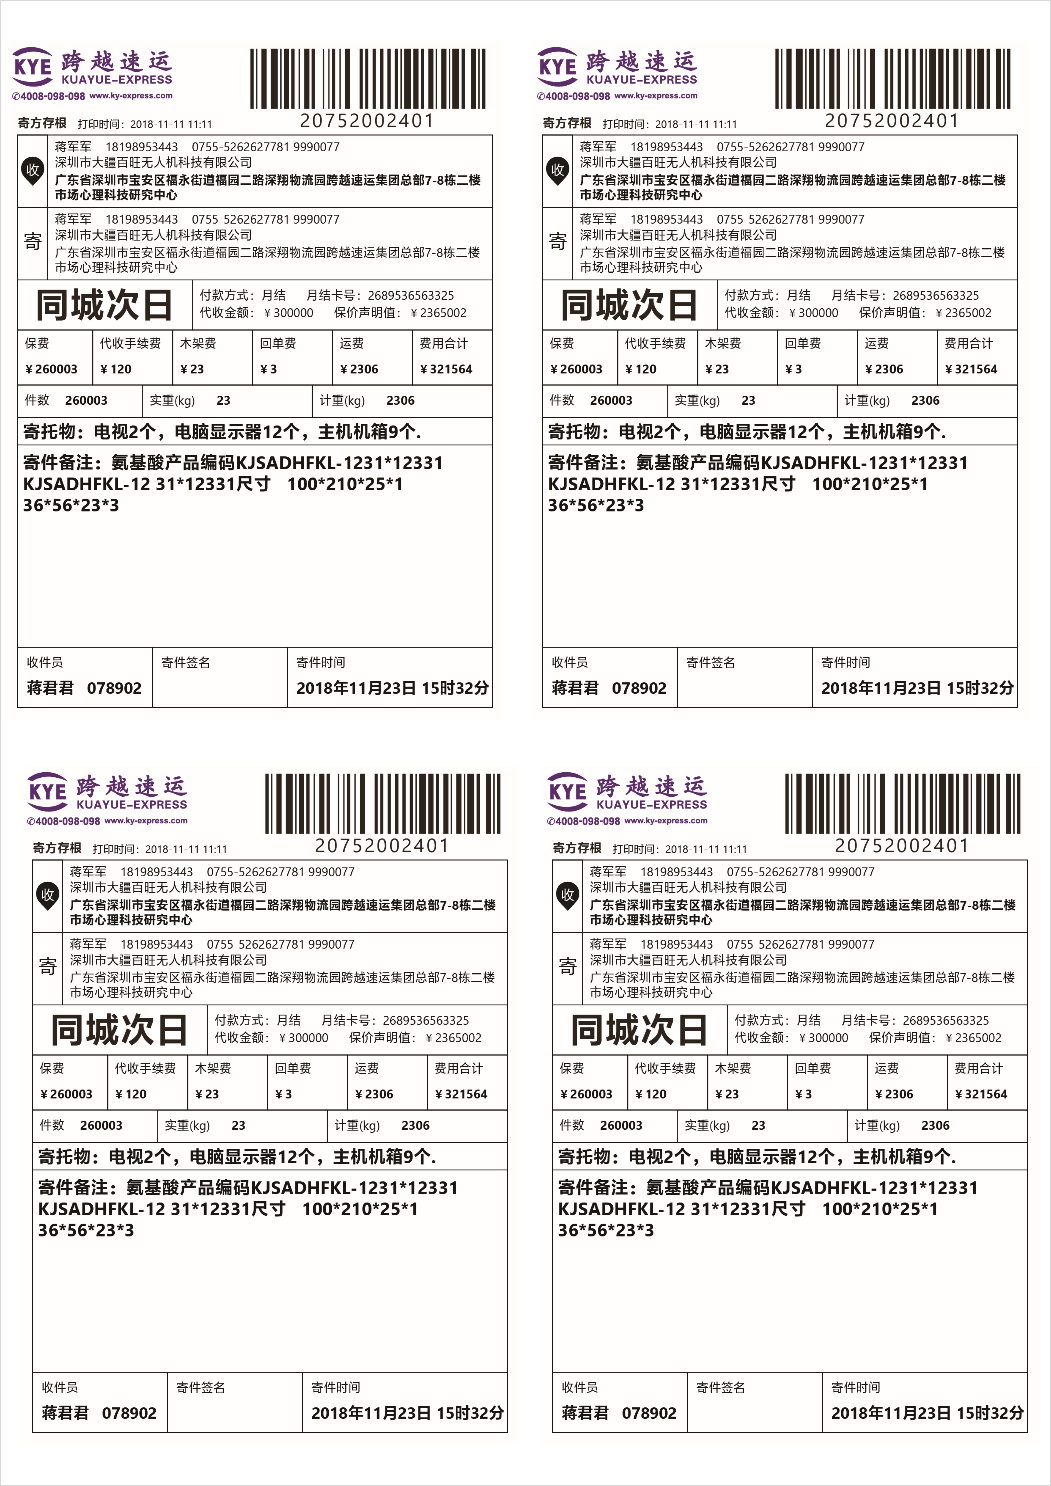 KYE 跨越速运
KUAYUE-EXPRESS
✆4008-098-098 www.ky-express.com
20752002401
寄方存根 打印时间：2018-11-11 11:11
收
蒋军军 18198953443 0755-5262627781 9990077
深圳市大疆百旺无人机科技有限公司
广东省深圳市宝安区福永街道福园二路深翔物流园跨越速运集团总部7-8栋二楼
市场心理科技研究中心
寄
蒋军军 18198953443 0755 5262627781 9990077
深圳市大疆百旺无人机科技有限公司
广东省深圳市宝安区福永街道福园二路深翔物流园跨越速运集团总部7-8栋二楼
市场心理科技研究中心
同城次日
付款方式：月结 月结卡号：2689536563325
代收金额：￥300000 保价声明值：￥2365002
保费 代收手续费 木架费 回单费 运费 费用合计
￥260003 ￥120 ￥23 ￥3 ￥2306 ￥321564
件数 260003 实重(kg) 23 计重(kg) 2306
寄托物：电视2个，电脑显示器12个，主机机箱9个.
寄件备注：氨基酸产品编码KJSADHFKL-1231*12331
KJSADHFKL-12 31*12331尺寸 100*210*25*1
36*56*23*3
收件员 寄件签名 寄件时间
蒋君君 078902 2018年11月23日 15时32分
KYE 跨越速运
KUAYUE-EXPRESS
✆4008-098-098 www.ky-express.com
20752002401
寄方存根 打印时间：2018-11-11 11:11
收
蒋军军 18198953443 0755-5262627781 9990077
深圳市大疆百旺无人机科技有限公司
广东省深圳市宝安区福永街道福园二路深翔物流园跨越速运集团总部7-8栋二楼
市场心理科技研究中心
寄
蒋军军 18198953443 0755 5262627781 9990077
深圳市大疆百旺无人机科技有限公司
广东省深圳市宝安区福永街道福园二路深翔物流园跨越速运集团总部7-8栋二楼
市场心理科技研究中心
同城次日
付款方式：月结 月结卡号：2689536563325
代收金额：￥300000 保价声明值：￥2365002
保费 代收手续费 木架费 回单费 运费 费用合计
￥260003 ￥120 ￥23 ￥3 ￥2306 ￥321564
件数 260003 实重(kg) 23 计重(kg) 2306
寄托物：电视2个，电脑显示器12个，主机机箱9个.
寄件备注：氨基酸产品编码KJSADHFKL-1231*12331
KJSADHFKL-12 31*12331尺寸 100*210*25*1
36*56*23*3
收件员 寄件签名 寄件时间
蒋君君 078902 2018年11月23日 15时32分
KYE 跨越速运
KUAYUE-EXPRESS
✆4008-098-098 www.ky-express.com
20752002401
寄方存根 打印时间：2018-11-11 11:11
收
蒋军军 18198953443 0755-5262627781 9990077
深圳市大疆百旺无人机科技有限公司
广东省深圳市宝安区福永街道福园二路深翔物流园跨越速运集团总部7-8栋二楼
市场心理科技研究中心
寄
蒋军军 18198953443 0755 5262627781 9990077
深圳市大疆百旺无人机科技有限公司
广东省深圳市宝安区福永街道福园二路深翔物流园跨越速运集团总部7-8栋二楼
市场心理科技研究中心
同城次日
付款方式：月结 月结卡号：2689536563325
代收金额：￥300000 保价声明值：￥2365002
保费 代收手续费 木架费 回单费 运费 费用合计
￥260003 ￥120 ￥23 ￥3 ￥2306 ￥321564
件数 260003 实重(kg) 23 计重(kg) 2306
寄托物：电视2个，电脑显示器12个，主机机箱9个.
寄件备注：氨基酸产品编码KJSADHFKL-1231*12331
KJSADHFKL-12 31*12331尺寸 100*210*25*1
36*56*23*3
收件员 寄件签名 寄件时间
蒋君君 078902 2018年11月23日 15时32分
KYE 跨越速运
KUAYUE-EXPRESS
✆4008-098-098 www.ky-express.com
20752002401
寄方存根 打印时间：2018-11-11 11:11
收
蒋军军 18198953443 0755-5262627781 9990077
深圳市大疆百旺无人机科技有限公司
广东省深圳市宝安区福永街道福园二路深翔物流园跨越速运集团总部7-8栋二楼
市场心理科技研究中心
寄
蒋军军 18198953443 0755 5262627781 9990077
深圳市大疆百旺无人机科技有限公司
广东省深圳市宝安区福永街道福园二路深翔物流园跨越速运集团总部7-8栋二楼
市场心理科技研究中心
同城次日
付款方式：月结 月结卡号：2689536563325
代收金额：￥300000 保价声明值：￥2365002
保费 代收手续费 木架费 回单费 运费 费用合计
￥260003 ￥120 ￥23 ￥3 ￥2306 ￥321564
件数 260003 实重(kg) 23 计重(kg) 2306
寄托物：电视2个，电脑显示器12个，主机机箱9个.
寄件备注：氨基酸产品编码KJSADHFKL-1231*12331
KJSADHFKL-12 31*12331尺寸 100*210*25*1
36*56*23*3
收件员 寄件签名 寄件时间
蒋君君 078902 2018年11月23日 15时32分